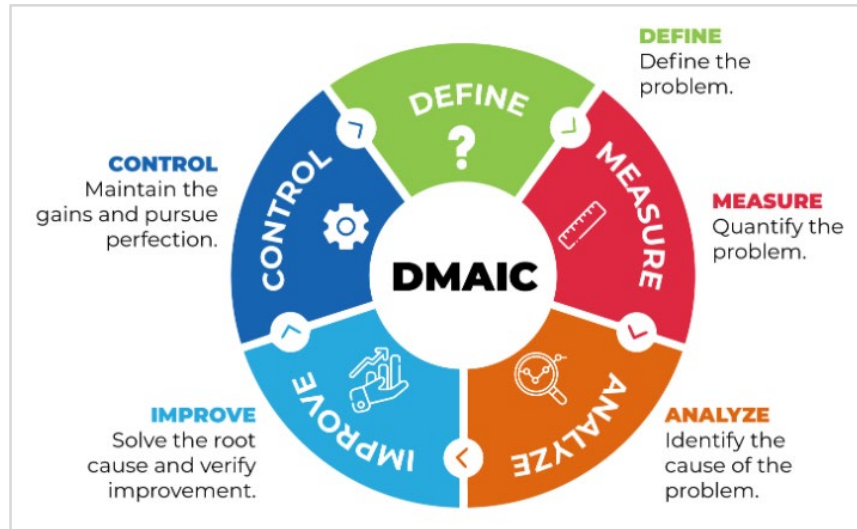 DEFINE
Define the
problem.
DEFINE
?
MEASURE
CONTROL
CONTROL
Maintain the
gains and pursue
perfection.
MEASURE
Quantify the
problem.
DMAIC
IMPROVE
ANALYZE
IMPROVE
Solve the root
cause and verify
improvement.
ANALYZE
Identify the
cause of the
problem.